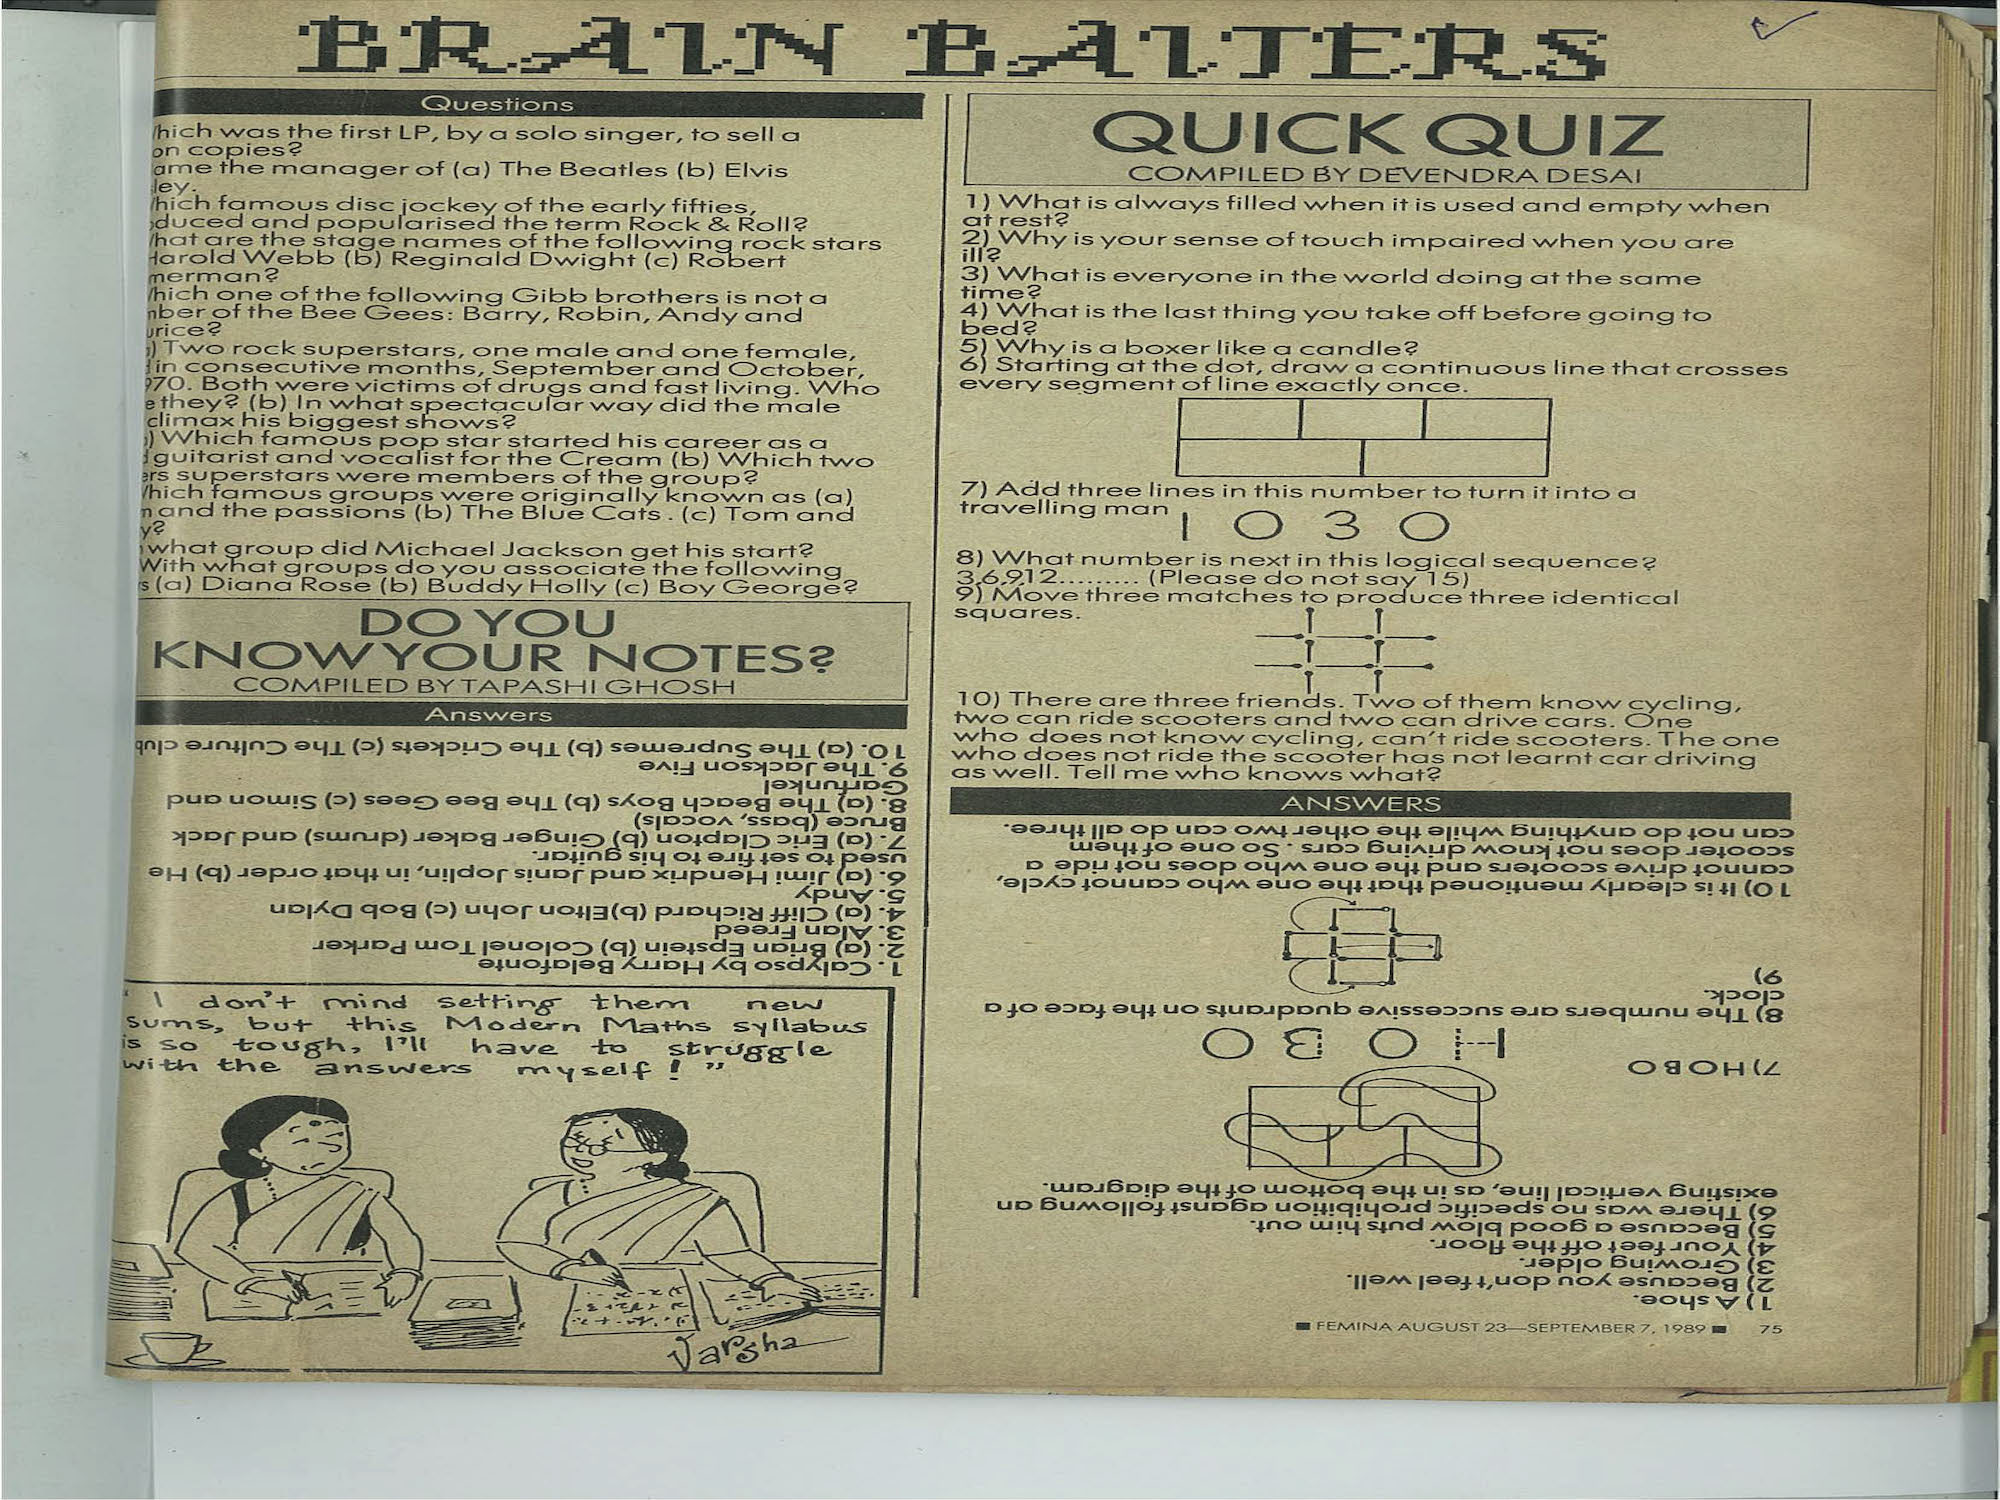 BRAIN BAITERS
Questions
hich was the first LP, by a solo singer, to sell a
on copies?
ame the manager of (a) The Beatles (b) Elvis
ley.
hich famous disc jockey of the early fifties,
duced and popularised the term Rock & Roll?
hat are the stage names of the following rock stars
Harold Webb (b) Reginald Dwight (c) Robert
merman?
hich one of the following Gibb brothers is not a
nber of the Bee Gees: Barry, Robin, Andy and
urice?
) Two rock superstars, one male and one female,
d in consecutive months, September and October,
970. Both were victims of drugs and fast living. Who
e they? (b) In what spectacular way did the male
climax his biggest shows?
) Which famous pop star started his career as a
d guitarist and vocalist for the Cream (b) Which two
ers superstars were members of the group?
hich famous groups were originally known as (a)
n and the passions (b) The Blue Cats. (c) Tom and
y?
what group did Michael Jackson get his start?
With what groups do you associate the following
s (a) Diana Rose (b) Buddy Holly (c) Boy George?
DO YOU
KNOW YOUR NOTES?
COMPILED BY TAPASHI GHOSH
Answers
1. Calypso by Harry Belafonte
2. (a) Brian Epstein (b) Colonel Tom Parker
3. Alan Freed
4. (a) Cliff Richard (b)Elton John (c) Bob Dylan
5. Andy
6. (a) Jimi Hendrix and Janis Joplin, in that order (b) He
used to set fire to his guitar.
7. (a) Eric Clapton (b) Ginger Baker (drums) and Jack
Bruce (bass, vocals)
8. (a) The Beach Boys (b) The Bee Gees (c) Simon and
Garfunkel
9. The Jackson Five
10. (a) The Supremes (b) The Crickets (c) The Culture club
" I don't mind setting them new
sums, but this Modern Maths syllabus
is so tough, I'll have to struggle
with the answers myself! "
Varsha
QUICK QUIZ
COMPILED BY DEVENDRA DESAI
1) What is always filled when it is used and empty when
at rest?
2) Why is your sense of touch impaired when you are
ill?
3) What is everyone in the world doing at the same
time?
4) What is the last thing you take off before going to
bed?
5) Why is a boxer like a candle?
6) Starting at the dot, draw a continuous line that crosses
every segment of line exactly once.
7) Add three lines in this number to turn it into a
travelling man
1 0 3 0
8) What number is next in this logical sequence?
3,6,912......... (Please do not say 15)
9) Move three matches to produce three identical
squares.
10) There are three friends. Two of them know cycling,
two can ride scooters and two can drive cars. One
who does not know cycling, can't ride scooters. The one
who does not ride the scooter has not learnt car driving
as well. Tell me who knows what?
ANSWERS
1) A shoe.
2) Because you don't feel well.
3) Growing older.
4) Your feet off the floor.
5) Because a good blow puts him out.
6) There was no specific prohibition aganst followng an
existing vertical line, as in the bottom of the diagram.
7) HOBO
H O B O
8) The numbers are successive quadrants on the face of a
clock.
9)
10) It is clearly mentioned that the one who cannot cycle,
cannot drive scooters and the one who does not ride a
scooter does not know driving cars. So one of them
can not do anything while the other two can do all three.
■ FEMINA AUGUST 23—SEPTEMBER 7, 1989 ■ 75